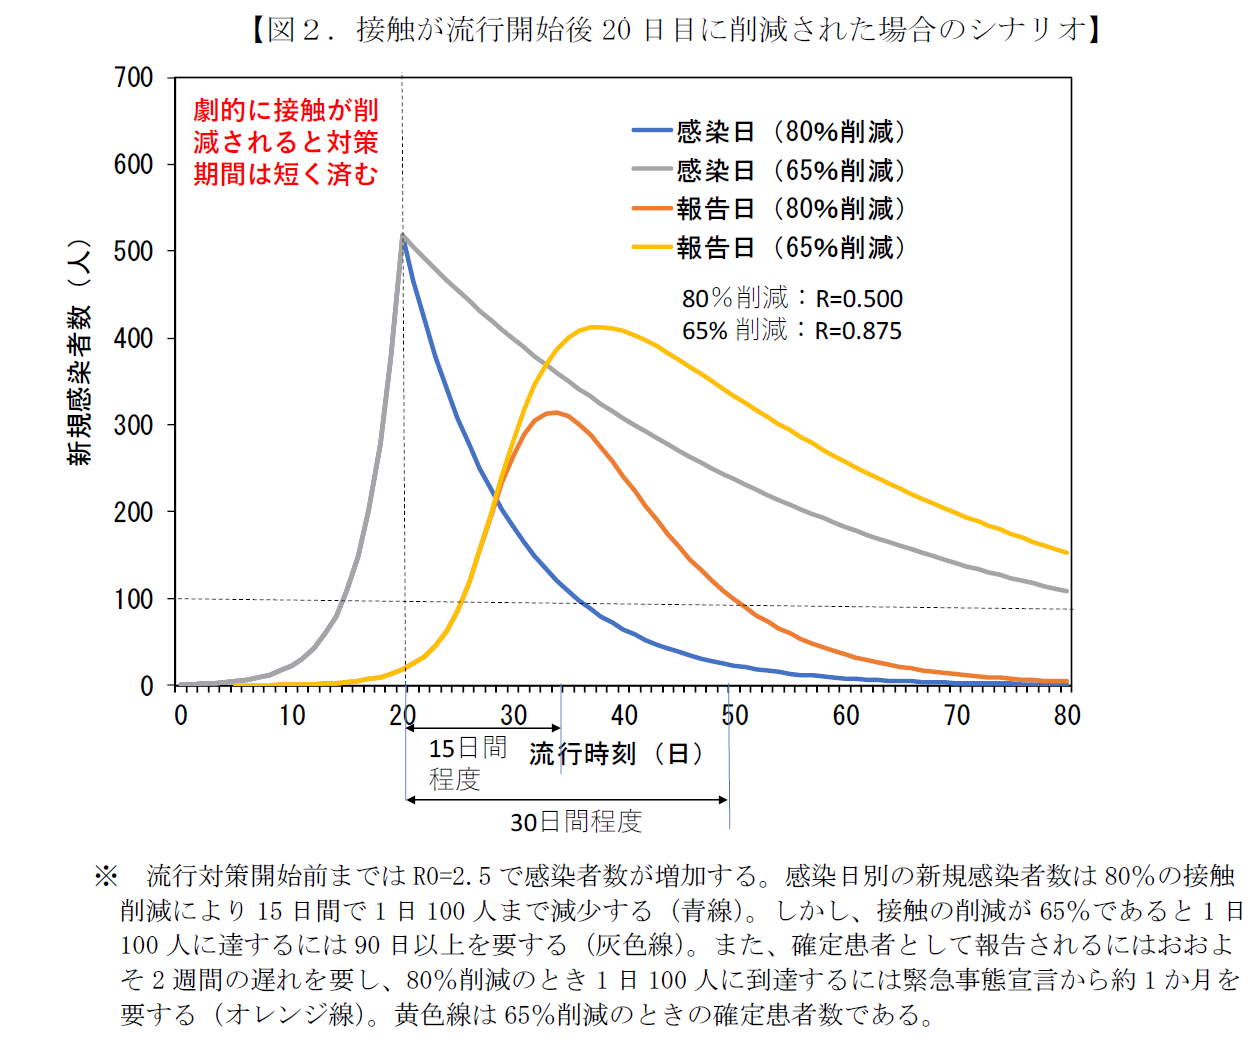 【図２．接触が流行開始後 20 日目に削減された場合のシナリオ】
700
600
500
400
300
200
100
0
新規感染者数（人）
劇的に接触が削
減されると対策
期間は短く済む
感染日（80%削減）
感染日（65%削減）
報告日（80%削減）
報告日（65%削減）
80％削減：R=0.500
65% 削減：R=0.875
0 10 20 30 40 50 60 70 80
15日間
程度
流行時刻（日）
30日間程度
※　流行対策開始前までは R0=2.5 で感染者数が増加する。感染日別の新規感染者数は 80%の接触
削減により 15 日間で 1 日 100 人まで減少する（青線）。しかし、接触の削減が 65%であると 1 日
100 人に達するには 90 日以上を要する（灰色線）。また、確定患者として報告されるにはおおよ
そ 2 週間の遅れを要し、80%削減のとき 1 日 100 人に到達するには緊急事態宣言から約 1 か月を
要する（オレンジ線）。黄色線は 65%削減のときの確定患者数である。